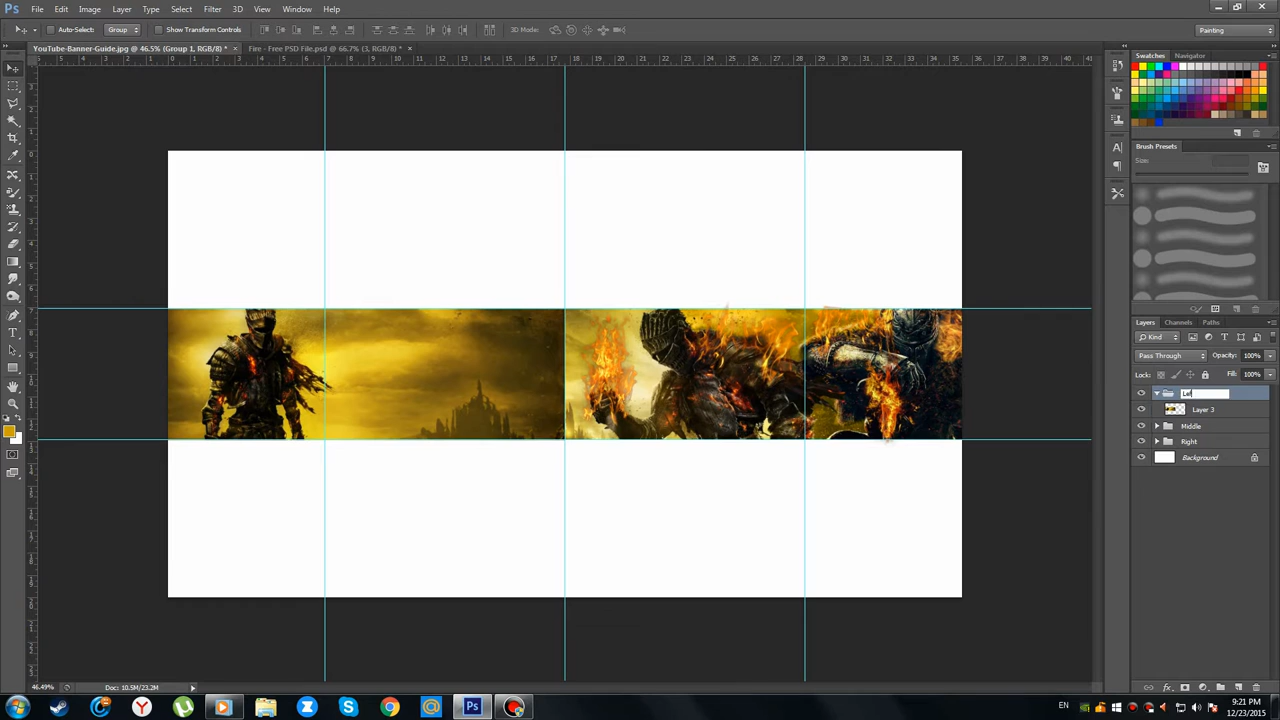 Ps File Edit Image Layer Type Select Filter 3D View Window Help
Auto-Select: Group Show Transform Controls 3D Mode: Painting
YouTube-Banner-Guide.jpg @ 46.5% (Group 1, RGB/8) * × Fire - Free PSD File.psd @ 66.7% (3, RGB/8) * ×
Swatches Navigator
Brush Presets
Size:
Layers Channels Paths
Kind
Pass Through Opacity: 100%
Lock: Fill: 100%
Lef
Layer 3
Middle
Right
Background
46.49% Doc: 10.5M/23.2M
EN 9:21 PM
12/23/2015